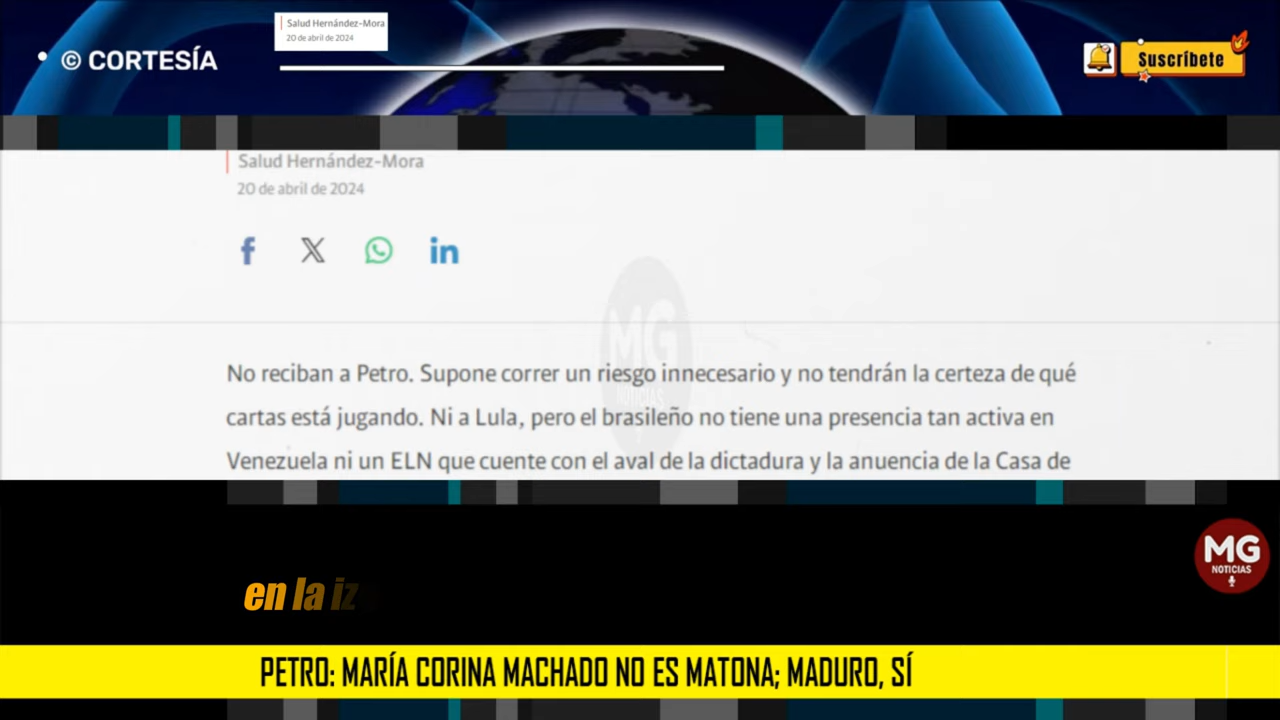 Salud Hernández-Mora
20 de abril de 2024
© CORTESÍA
Suscríbete
Salud Hernández-Mora
20 de abril de 2024
No reciban a Petro. Supone correr un riesgo innecesario y no tendrán la certeza de qué
cartas está jugando. Ni a Lula, pero el brasileño no tiene una presencia tan activa en
Venezuela ni un ELN que cuente con el aval de la dictadura y la anuencia de la Casa de
MG
NOTICIAS
MG
NOTICIAS
en la iz
PETRO: MARÍA CORINA MACHADO NO ES MATONA; MADURO, SÍ